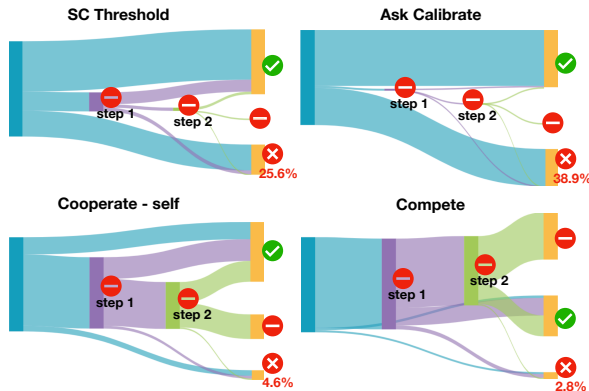 SC Threshold
Ask Calibrate
step 1
step 2
25.6%
step 1
step 2
38.9%
Cooperate - self
Compete
step 1
step 2
4.6%
step 1
step 2
2.8%